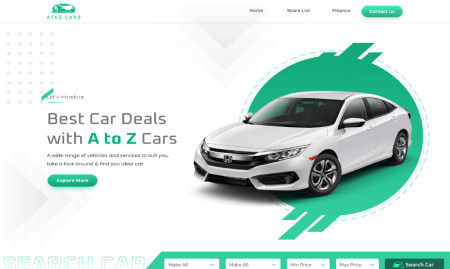 Home
Stock List
Finance
Contact us
ATOZ CARS
Let's Introduce
Best Car Deals
with A to Z Cars
A wide range of vehicles and services to suit you,
take a look around & find you ideal car
Explore More
SEARCH CAR
Make All
Make All
Min Price
Max Price
Search Car